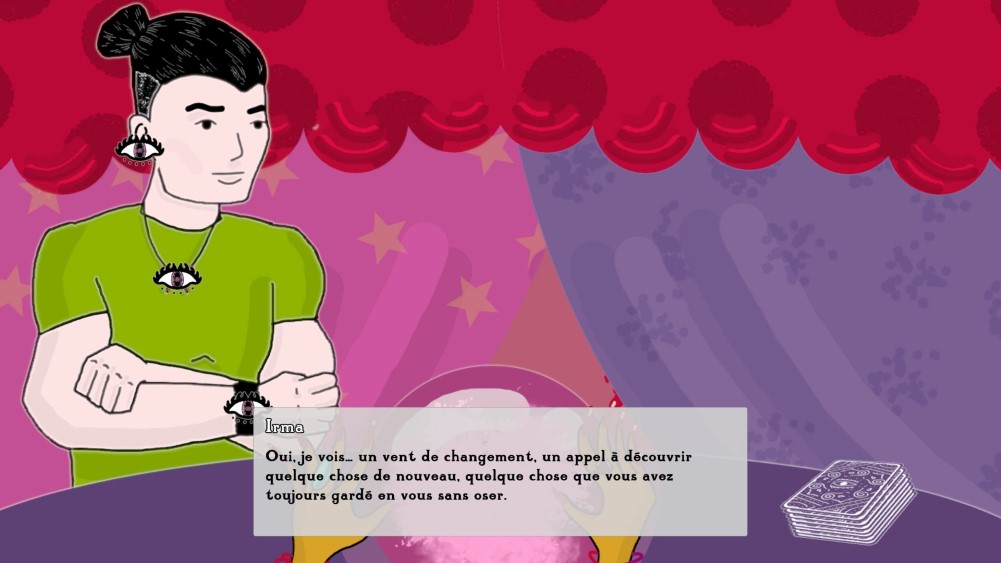 Irma
Oui, je vois... un vent de changement, un appel à découvrir
quelque chose de nouveau, quelque chose que vous avez
toujours gardé en vous sans oser.